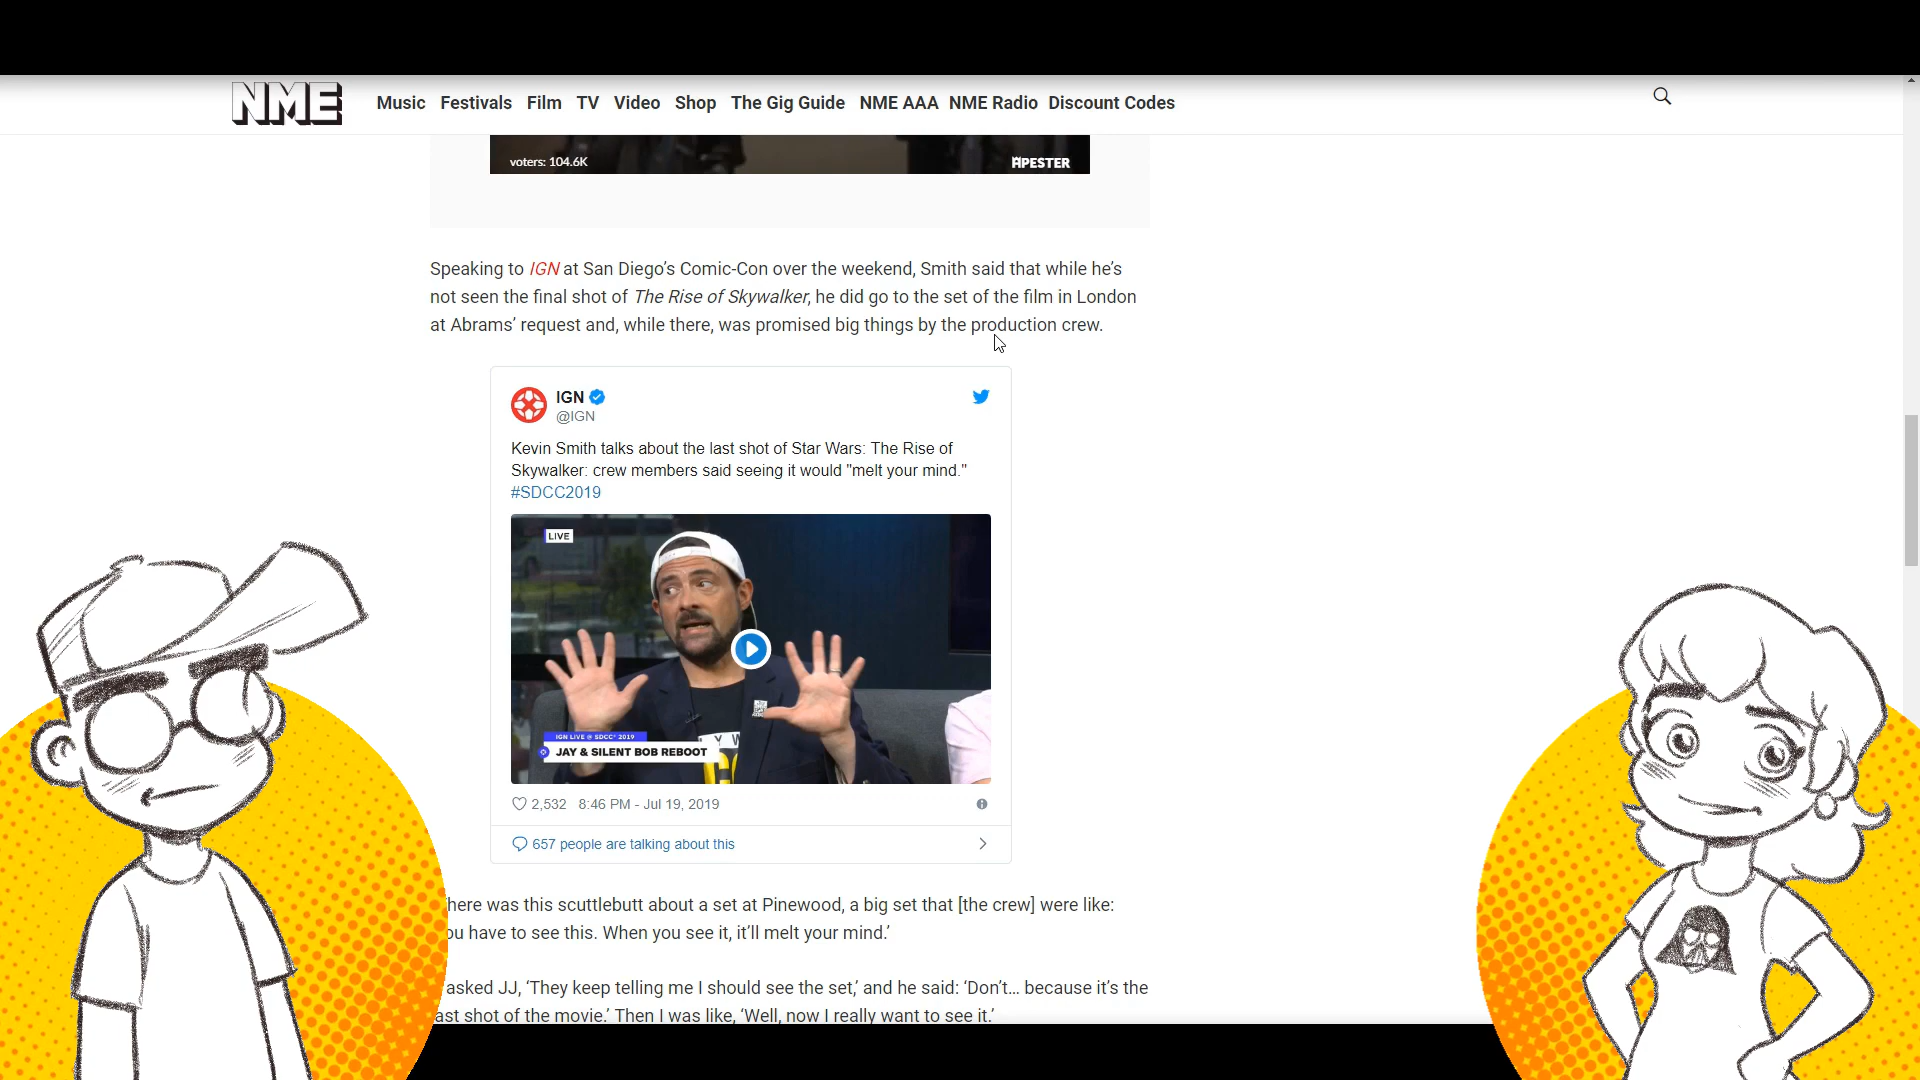 NME Music Festivals Film TV Video Shop The Gig Guide NME AAA NME Radio Discount Codes
voters: 104.6K APESTER
Speaking to IGN at San Diego’s Comic-Con over the weekend, Smith said that while he’s
not seen the final shot of The Rise of Skywalker, he did go to the set of the film in London
at Abrams’ request and, while there, was promised big things by the production crew.
IGN
@IGN
Kevin Smith talks about the last shot of Star Wars: The Rise of
Skywalker: crew members said seeing it would "melt your mind."
#SDCC2019
LIVE
IGN LIVE @ SDCC 2019
JAY & SILENT BOB REBOOT
2,532 8:46 PM - Jul 19, 2019
657 people are talking about this
here was this scuttlebutt about a set at Pinewood, a big set that [the crew] were like:
ou have to see this. When you see it, it’ll melt your mind.’
asked JJ, ‘They keep telling me I should see the set,’ and he said: ‘Don’t... because it’s the
ast shot of the movie.’ Then I was like, ‘Well, now I really want to see it.’